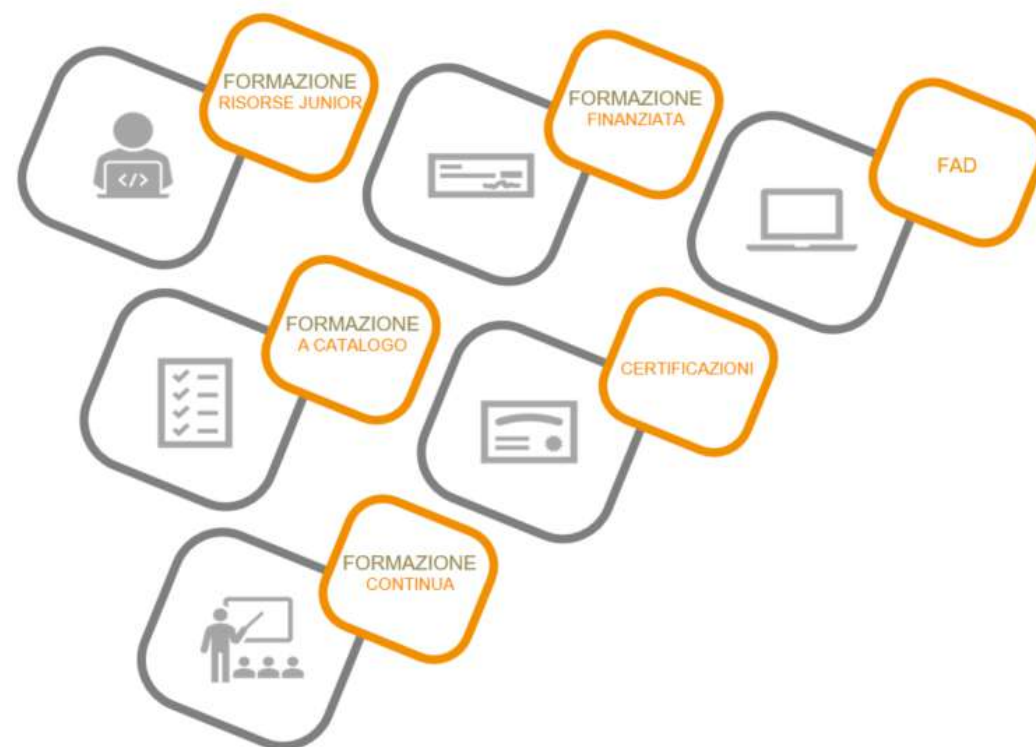 FORMAZIONE
RISORSE JUNIOR
FORMAZIONE
FINANZIATA
FAD
FORMAZIONE
A CATALOGO
CERTIFICAZIONI
FORMAZIONE
CONTINUA